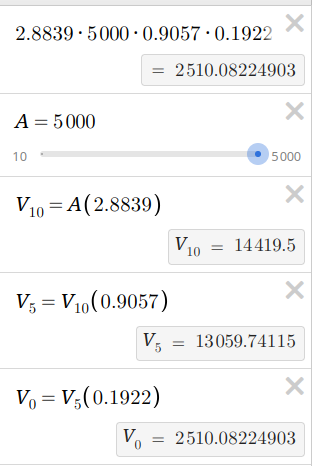 2.8839 · 5000 · 0.9057 · 0.1922
= 2510.08224903
A = 5000
10 5000
V₁₀ = A(2.8839)
V₁₀ = 14419.5
V₅ = V₁₀(0.9057)
V₅ = 13059.74115
V₀ = V₅(0.1922)
V₀ = 2510.08224903